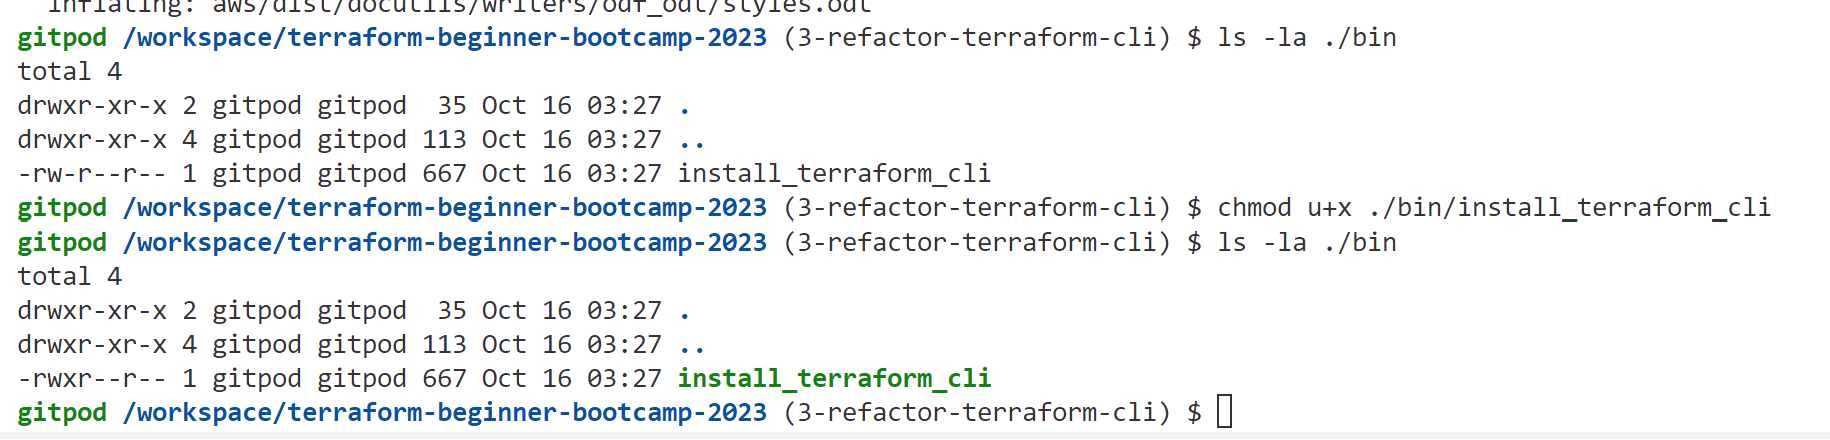 inflating: aws/dist/docutils/writers/odf_odt/styles.odt
gitpod /workspace/terraform-beginner-bootcamp-2023 (3-refactor-terraform-cli) $ ls -la ./bin
total 4
drwxr-xr-x 2 gitpod gitpod  35 Oct 16 03:27 .
drwxr-xr-x 4 gitpod gitpod 113 Oct 16 03:27 ..
-rw-r--r-- 1 gitpod gitpod 667 Oct 16 03:27 install_terraform_cli
gitpod /workspace/terraform-beginner-bootcamp-2023 (3-refactor-terraform-cli) $ chmod u+x ./bin/install_terraform_cli
gitpod /workspace/terraform-beginner-bootcamp-2023 (3-refactor-terraform-cli) $ ls -la ./bin
total 4
drwxr-xr-x 2 gitpod gitpod  35 Oct 16 03:27 .
drwxr-xr-x 4 gitpod gitpod 113 Oct 16 03:27 ..
-rwxr--r-- 1 gitpod gitpod 667 Oct 16 03:27 install_terraform_cli
gitpod /workspace/terraform-beginner-bootcamp-2023 (3-refactor-terraform-cli) $